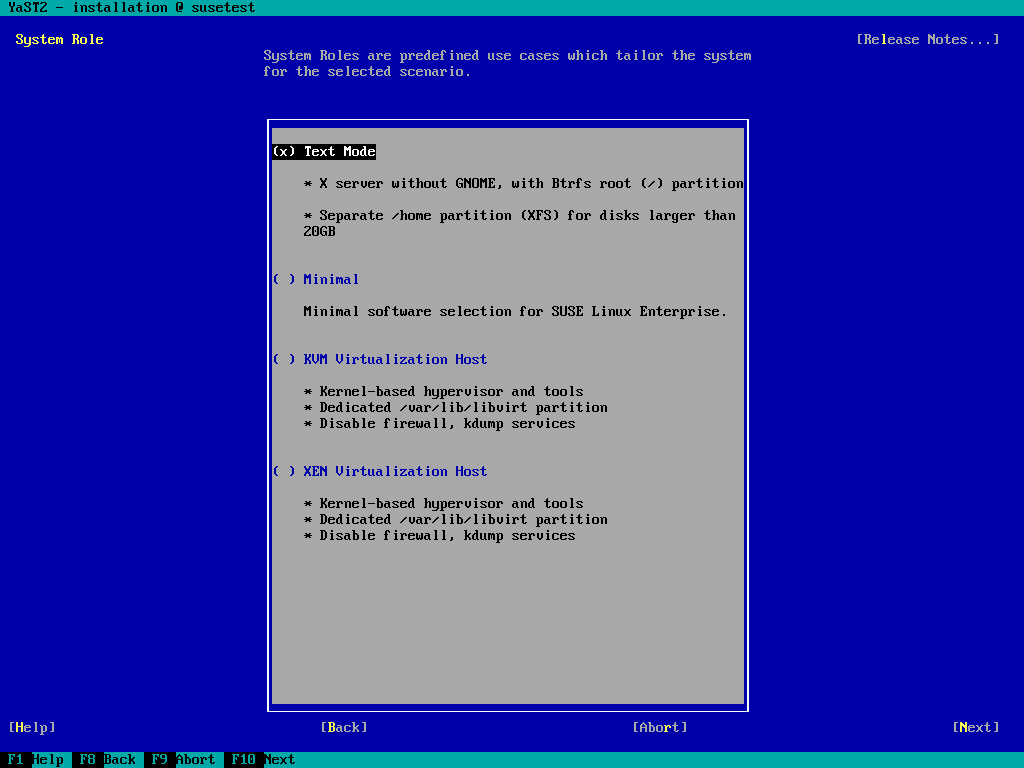 YaST2 - installation @ susetest
System Role [Release Notes...]
System Roles are predefined use cases which tailor the system
for the selected scenario.
(x) Text Mode
* X server without GNOME, with Btrfs root (/) partition
* Separate /home partition (XFS) for disks larger than
20GB
( ) Minimal
Minimal software selection for SUSE Linux Enterprise.
( ) KVM Virtualization Host
* Kernel-based hypervisor and tools
* Dedicated /var/lib/libvirt partition
* Disable firewall, kdump services
( ) XEN Virtualization Host
* Kernel-based hypervisor and tools
* Dedicated /var/lib/libvirt partition
* Disable firewall, kdump services
[Help] [Back] [Abort] [Next]
F1 Help F8 Back F9 Abort F10 Next